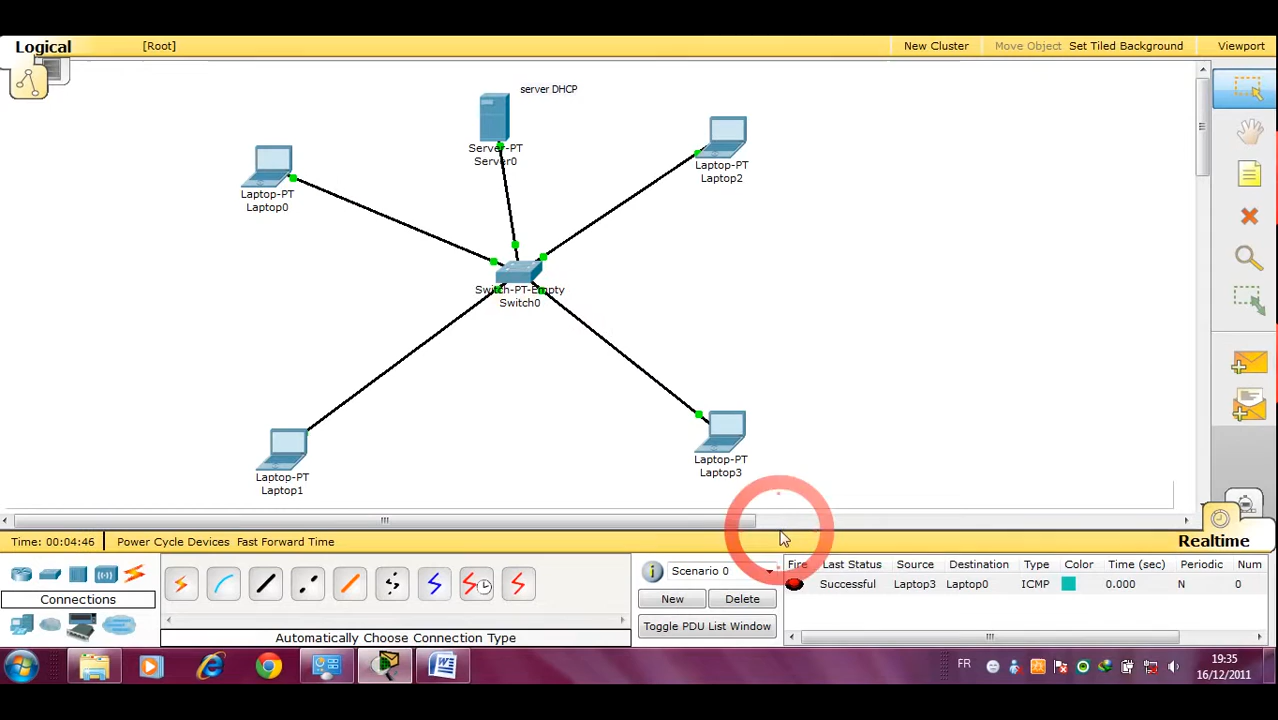 Logical [Root] New Cluster Move Object Set Tiled Background Viewport
server DHCP
Server-PT
Server0
Laptop-PT
Laptop0
Laptop-PT
Laptop2
Switch-PT-Empty
Switch0
Laptop-PT
Laptop1
Laptop-PT
Laptop3
Time: 00:04:46 Power Cycle Devices Fast Forward Time Realtime
Connections
Automatically Choose Connection Type
Scenario 0
New Delete
Toggle PDU List Window
Fire Last Status Source Destination Type Color Time (sec) Periodic Num
Successful Laptop3 Laptop0 ICMP 0.000 N 0
FR
19:35
16/12/2011